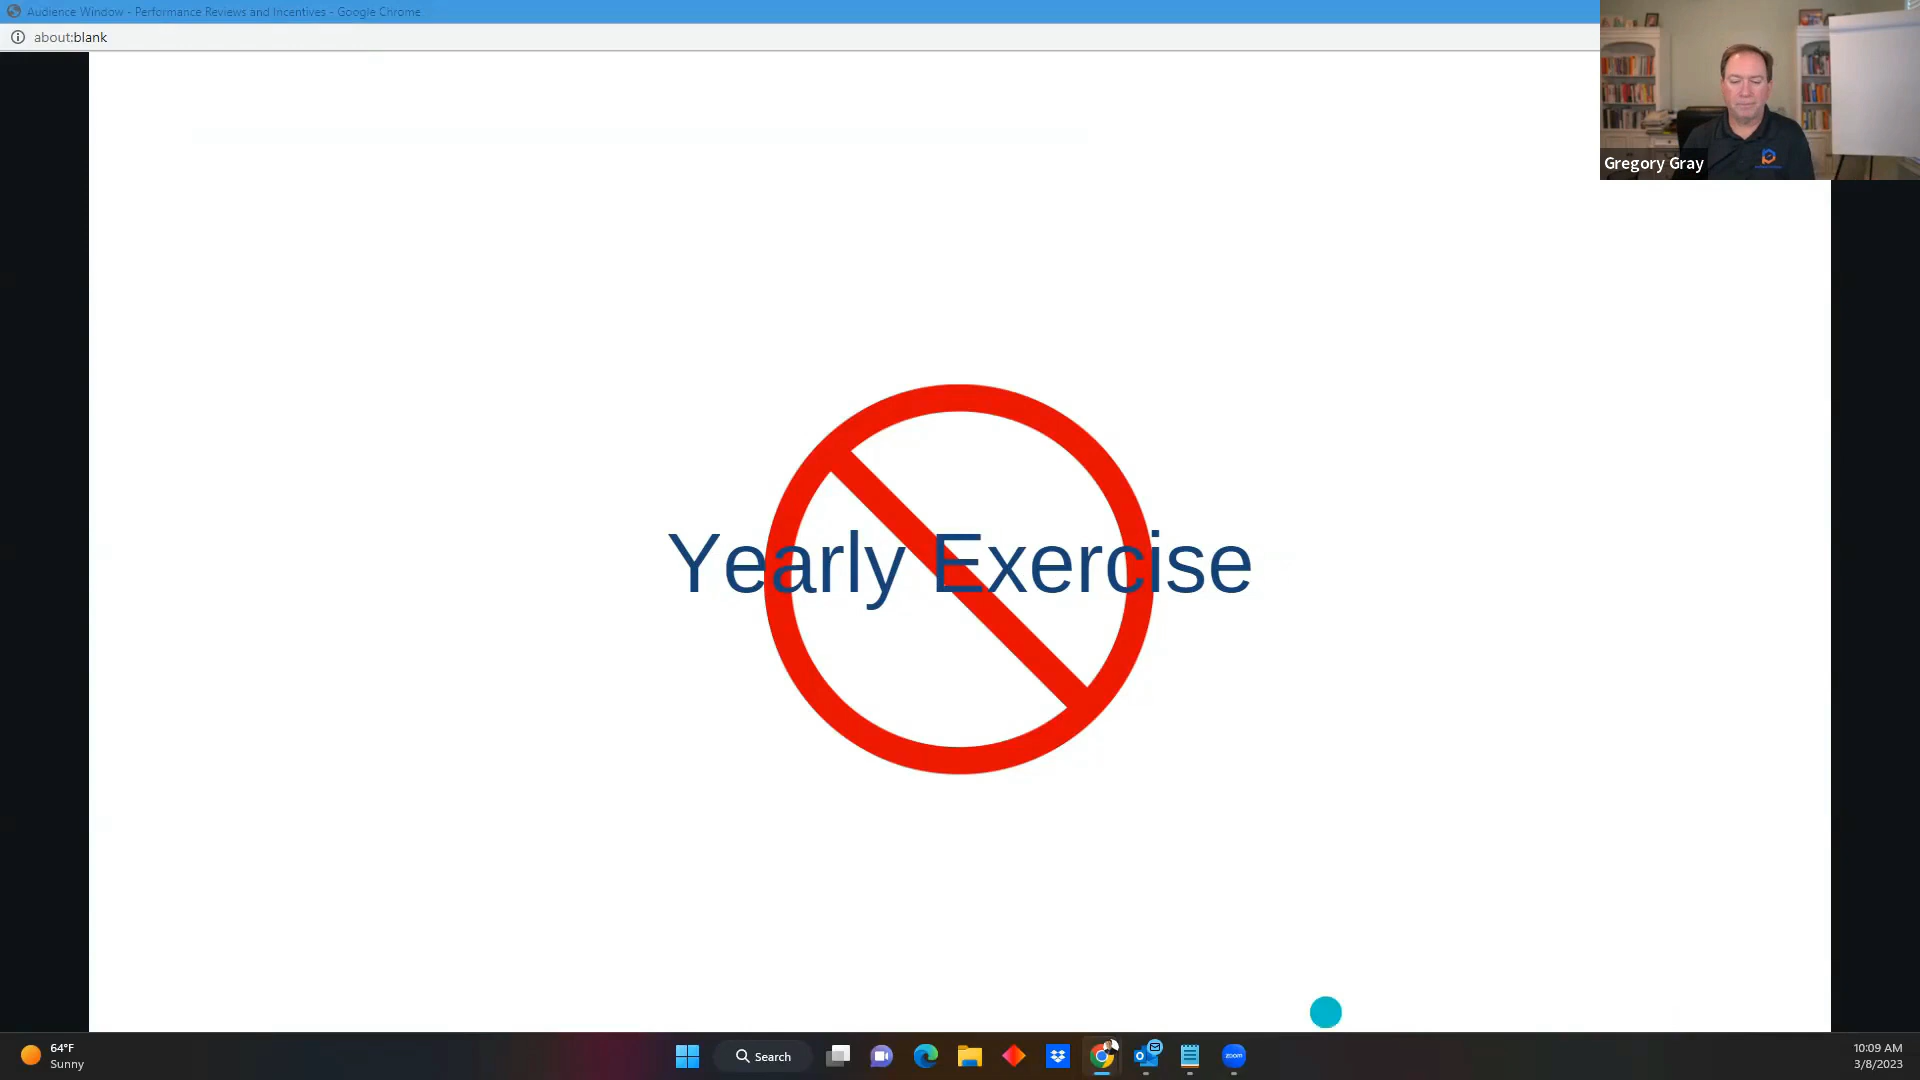 Audience Window - Performance Reviews and Incentives - Google Chrome
about:blank
Gregory Gray
Yearly Exercise
64°F
Sunny
Search
zoom
10:09 AM
3/8/2023